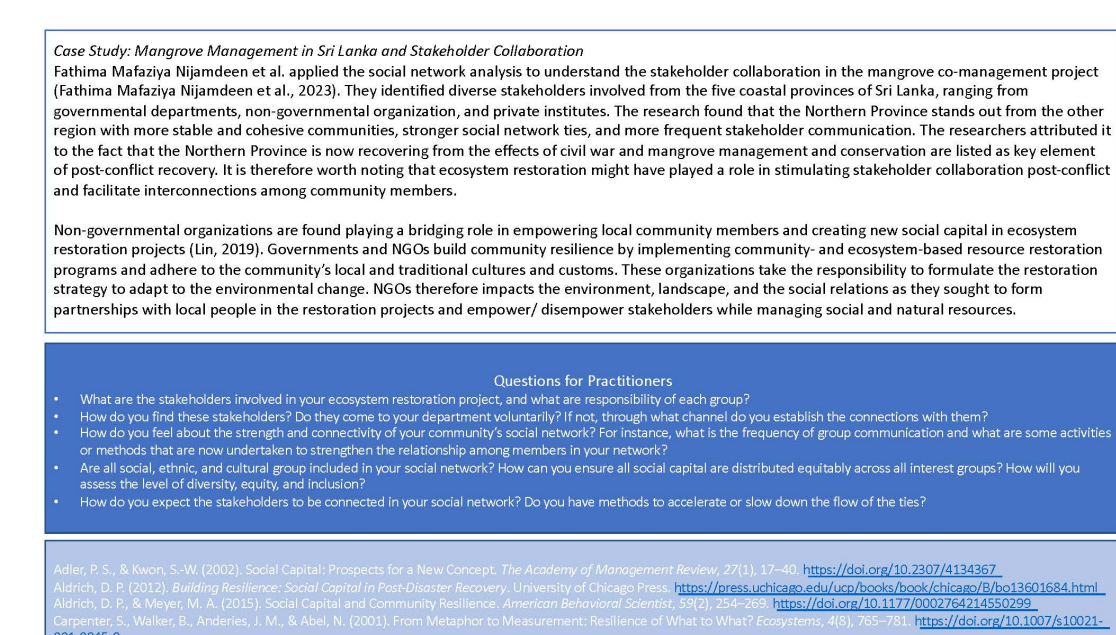 Case Study: Mangrove Management in Sri Lanka and Stakeholder Collaboration
Fathima Mafaziya Nijamdeen et al. applied the social network analysis to understand the stakeholder collaboration in the mangrove co-management project
(Fathima Mafaziya Nijamdeen et al., 2023). They identified diverse stakeholders involved from the five coastal provinces of Sri Lanka, ranging from
governmental departments, non-governmental organization, and private institutes. The research found that the Northern Province stands out from the other
region with more stable and cohesive communities, stronger social network ties, and more frequent stakeholder communication. The researchers attributed it
to the fact that the Northern Province is now recovering from the effects of civil war and mangrove management and conservation are listed as key element
of post-conflict recovery. It is therefore worth noting that ecosystem restoration might have played a role in stimulating stakeholder collaboration post-conflict
and facilitate interconnections among community members.
Non-governmental organizations are found playing a bridging role in empowering local community members and creating new social capital in ecosystem
restoration projects (Lin, 2019). Governments and NGOs build community resilience by implementing community- and ecosystem-based resource restoration
programs and adhere to the community's local and traditional cultures and customs. These organizations take the responsibility to formulate the restoration
strategy to adapt to the environmental change. NGOs therefore impacts the environment, landscape, and the social relations as they sought to form
partnerships with local people in the restoration projects and empower/ disempower stakeholders while managing social and natural resources.
Questions for Practitioners
• What are the stakeholders involved in your ecosystem restoration project, and what are responsibility of each group?
• How do you find these stakeholders? Do they come to your department voluntarily? If not, through what channel do you establish the connections with them?
• How do you feel about the strength and connectivity of your community's social network? For instance, what is the frequency of group communication and what are some activities
or methods that are now undertaken to strengthen the relationship among members in your network?
• Are all social, ethnic, and cultural group included in your social network? How can you ensure all social capital are distributed equitably across all interest groups? How will you
assess the level of diversity, equity, and inclusion?
• How do you expect the stakeholders to be connected in your social network? Do you have methods to accelerate or slow down the flow of the ties?
Adler, P. S., & Kwon, S.-W. (2002). Social Capital: Prospects for a New Concept. The Academy of Management Review, 27(1), 17–40. https://doi.org/10.2307/4134367
Aldrich, D. P. (2012). Building Resilience: Social Capital in Post-Disaster Recovery. University of Chicago Press. https://press.uchicago.edu/ucp/books/book/chicago/B/bo13601684.html
Aldrich, D. P., & Meyer, M. A. (2015). Social Capital and Community Resilience. American Behavioral Scientist, 59(2), 254–269. https://doi.org/10.1177/0002764214550299
Carpenter, S., Walker, B., Anderies, J. M., & Abel, N. (2001). From Metaphor to Measurement: Resilience of What to What? Ecosystems, 4(8), 765–781. https://doi.org/10.1007/s10021-